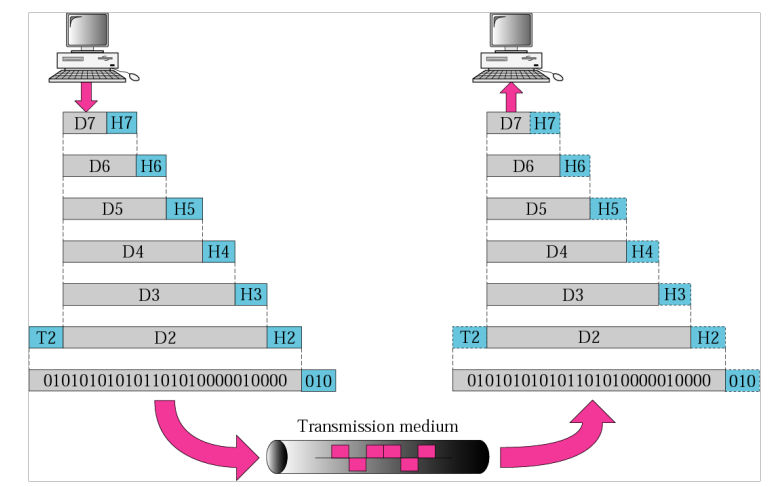 D7 H7
D6 H6
D5 H5
D4 H4
D3 H3
T2 D2 H2
010101010101101010000010000 010
D7 H7
D6 H6
D5 H5
D4 H4
D3 H3
T2 D2 H2
010101010101101010000010000 010
Transmission medium